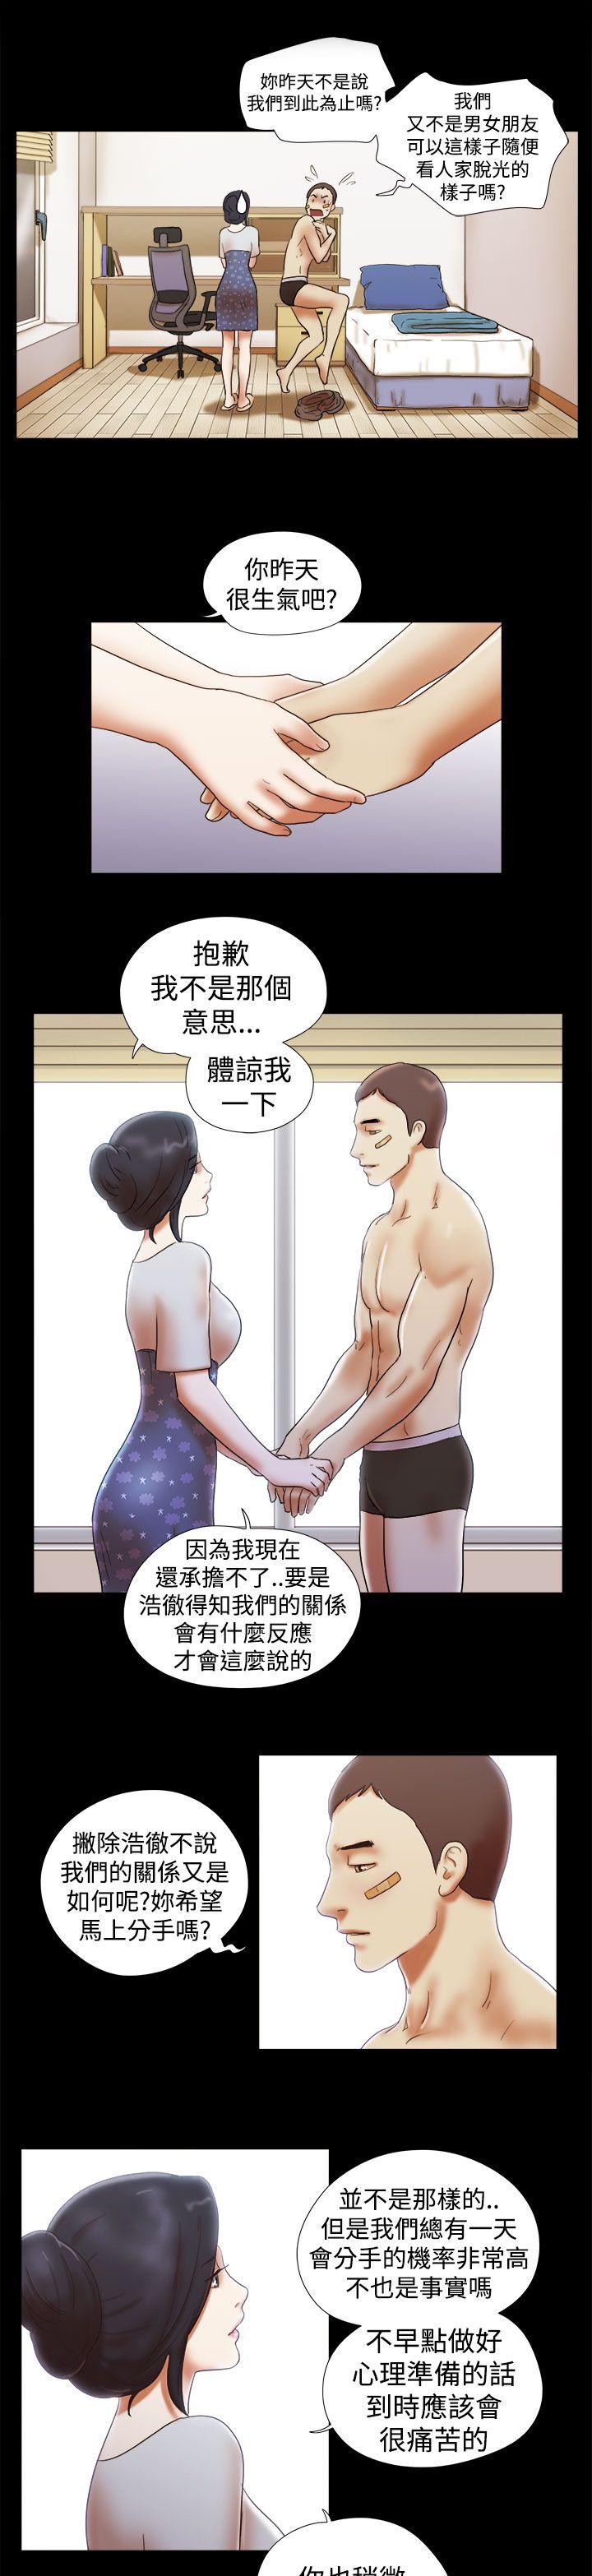 妳昨天不是說
我們到此為止嗎?
我們
又不是男女朋友
可以這樣子隨便
看人家脫光的
樣子嗎?
你昨天
很生氣吧?
抱歉
我不是那個
意思...
體諒我
一下
因為我現在
還承擔不了..要是
浩徹得知我們的關係
會有什麼反應
才會這麼說的
撇除浩徹不說
我們的關係又是
如何呢?妳希望
馬上分手嗎?
並不是那樣的..
但是我們總有一天
會分手的機率非常高
不也是事實嗎
不早點做好
心理準備的話
到時應該會
很痛苦的
你也稍微